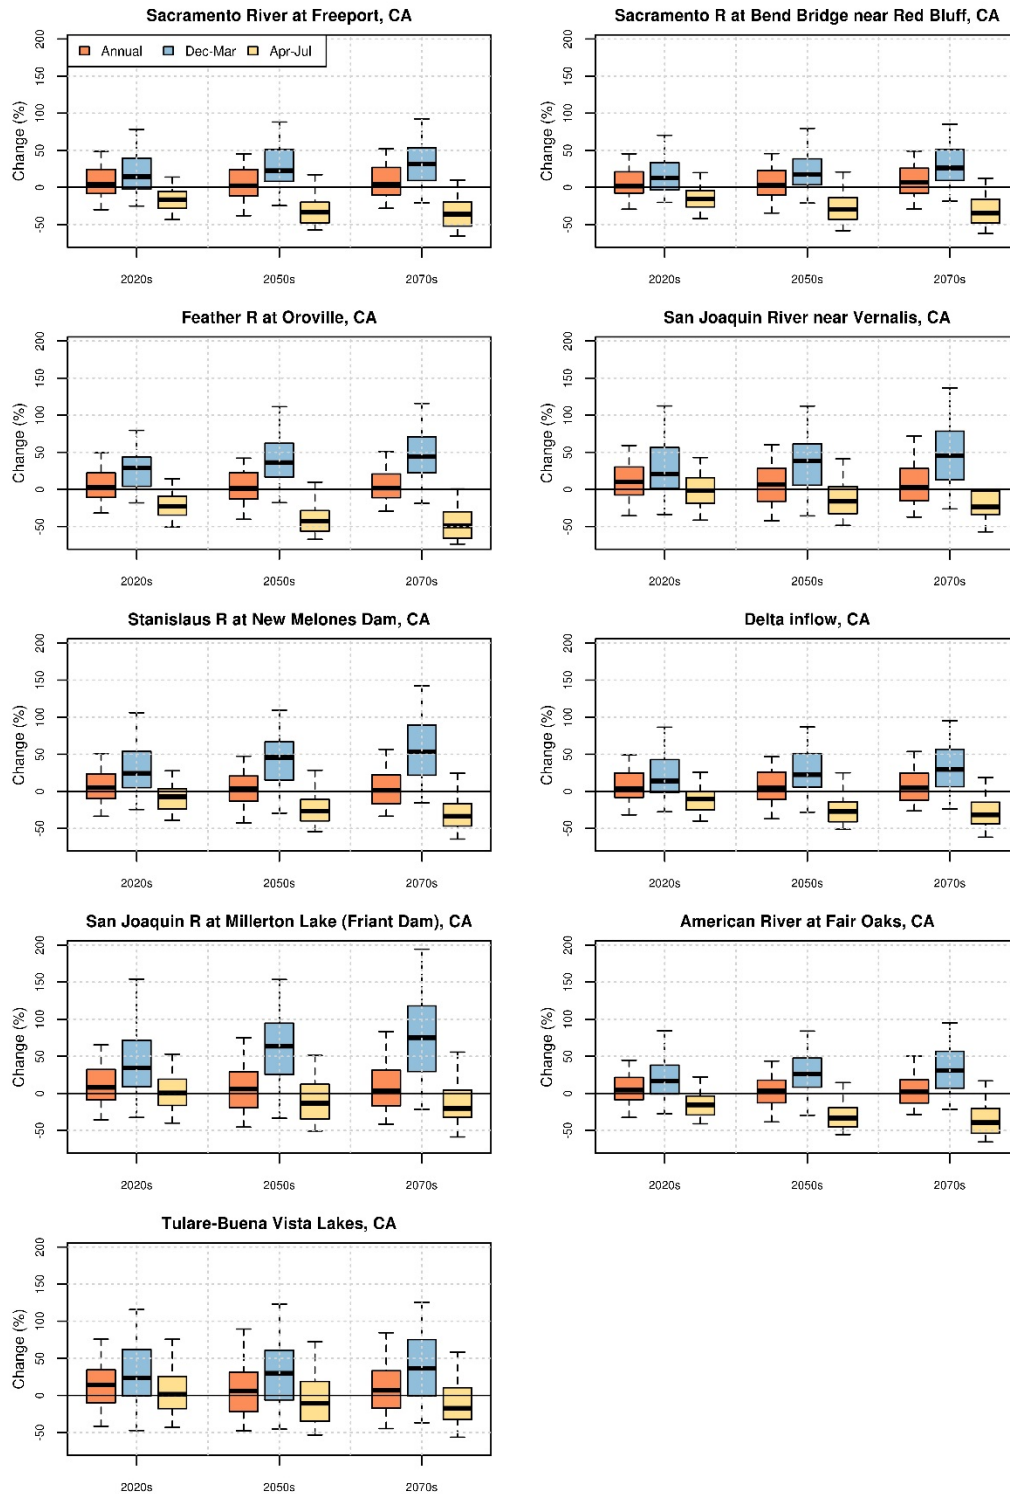 Sacramento River at Freeport, CA
Annual Dec-Mar Apr-Jul
Change (%)
200
150
100
50
0
-50
2020s 2050s 2070s
Sacramento R at Bend Bridge near Red Bluff, CA
Change (%)
200
150
100
50
0
-50
2020s 2050s 2070s
Feather R at Oroville, CA
Change (%)
200
150
100
50
0
-50
2020s 2050s 2070s
San Joaquin River near Vernalis, CA
Change (%)
200
150
100
50
0
-50
2020s 2050s 2070s
Stanislaus R at New Melones Dam, CA
Change (%)
200
150
100
50
0
-50
2020s 2050s 2070s
Delta inflow, CA
Change (%)
200
150
100
50
0
-50
2020s 2050s 2070s
San Joaquin R at Millerton Lake (Friant Dam), CA
Change (%)
200
150
100
50
0
-50
2020s 2050s 2070s
American River at Fair Oaks, CA
Change (%)
200
150
100
50
0
-50
2020s 2050s 2070s
Tulare-Buena Vista Lakes, CA
Change (%)
200
150
100
50
0
-50
2020s 2050s 2070s